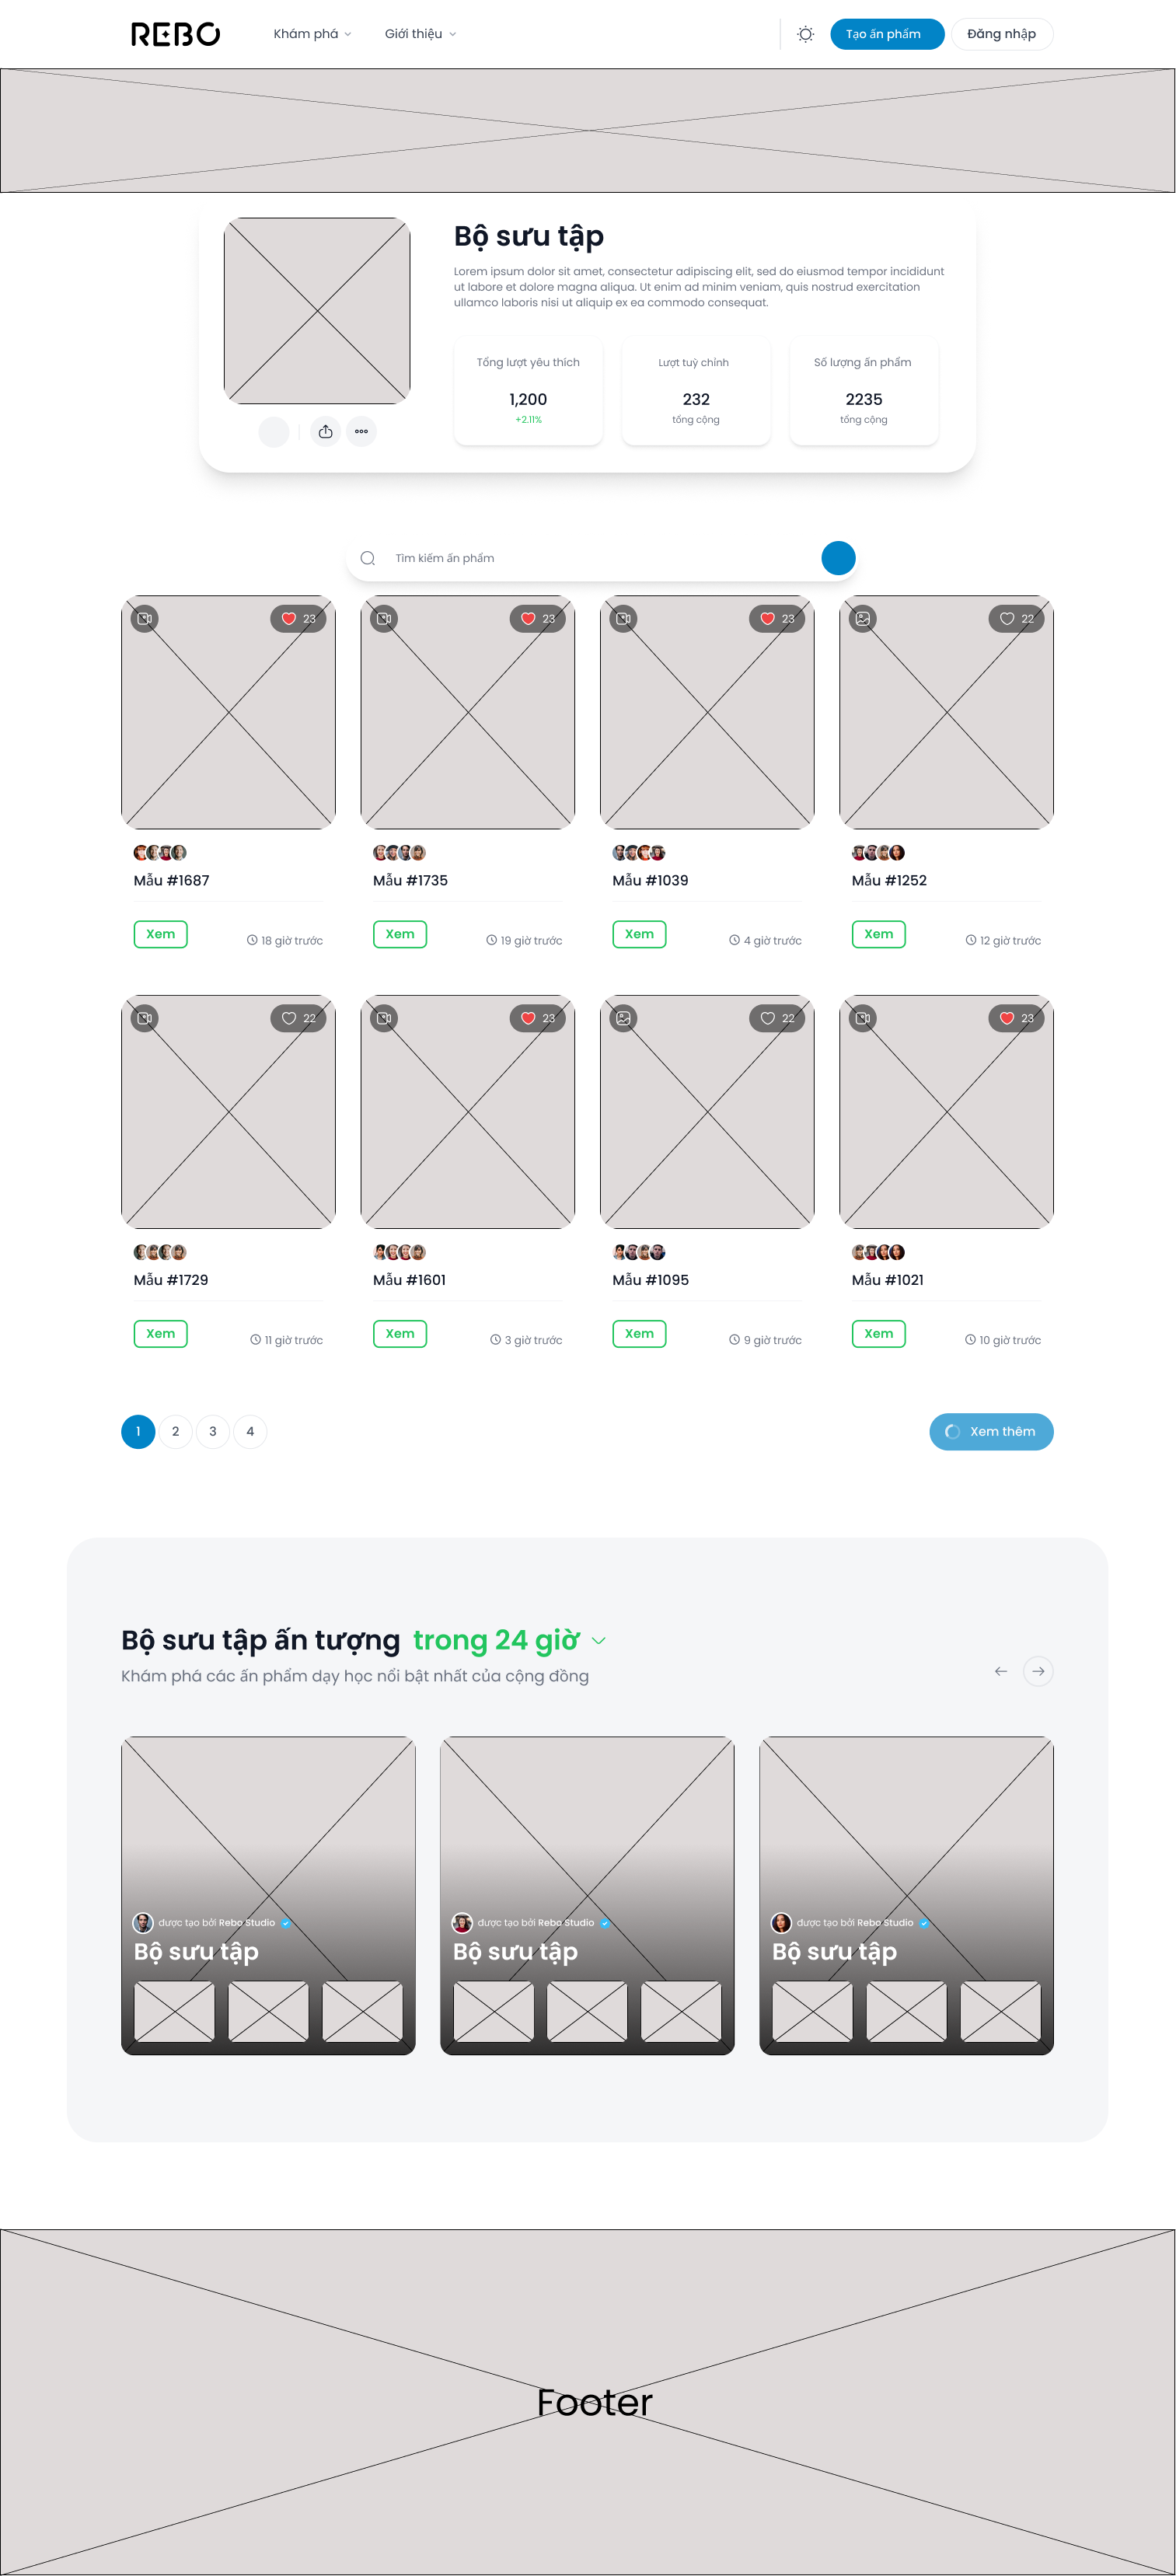 REBO
Khám phá
Giới thiệu
Tạo ấn phẩm
Đăng nhập
Bộ sưu tập
Lorem ipsum dolor sit amet, consectetur adipiscing elit, sed do eiusmod tempor incididunt
ut labore et dolore magna aliqua. Ut enim ad minim veniam, quis nostrud exercitation
ullamco laboris nisi ut aliquip ex ea commodo consequat.
Tổng lượt yêu thích
1,200
+2.11%
Lượt tuỳ chỉnh
232
tổng cộng
Số lượng ấn phẩm
2235
tổng cộng
Tìm kiếm ấn phẩm
23
23
23
22
Mẫu #1687
Mẫu #1735
Mẫu #1039
Mẫu #1252
Xem
18 giờ trước
Xem
19 giờ trước
Xem
4 giờ trước
Xem
12 giờ trước
22
23
22
23
Mẫu #1729
Mẫu #1601
Mẫu #1095
Mẫu #1021
Xem
11 giờ trước
Xem
3 giờ trước
Xem
9 giờ trước
Xem
10 giờ trước
1 2 3 4
Xem thêm
Bộ sưu tập ấn tượng trong 24 giờ
Khám phá các ấn phẩm dạy học nổi bật nhất của cộng đồng
được tạo bởi Rebo Studio
Bộ sưu tập
được tạo bởi Rebo Studio
Bộ sưu tập
được tạo bởi Rebo Studio
Bộ sưu tập
Footer